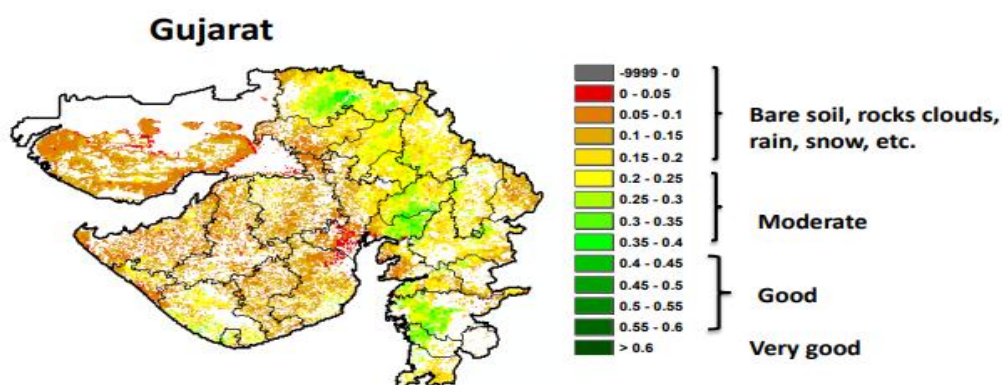 Gujarat
-9999 - 0
0 - 0.05
0.05 - 0.1
0.1 - 0.15
0.15 - 0.2
0.2 - 0.25
0.25 - 0.3
0.3 - 0.35
0.35 - 0.4
0.4 - 0.45
0.45 - 0.5
0.5 - 0.55
0.55 - 0.6
> 0.6
Bare soil, rocks clouds,
rain, snow, etc.
Moderate
Good
Very good